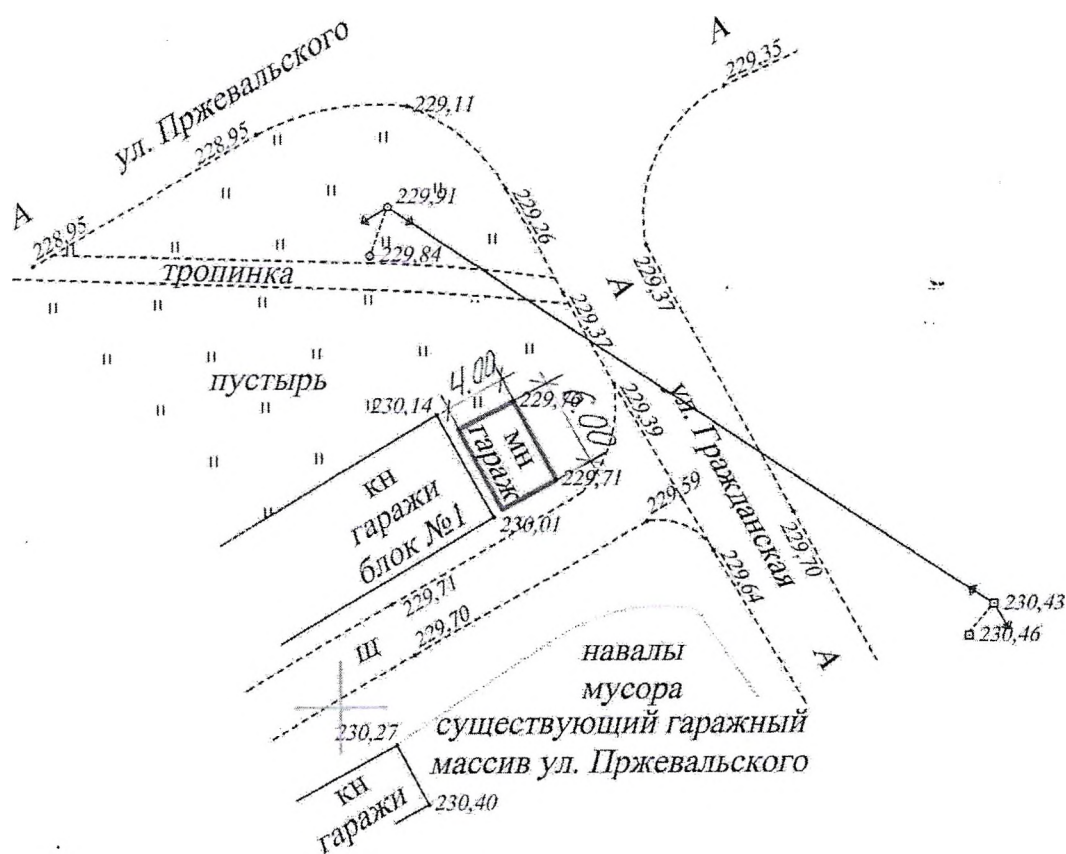 А
229,35
ул. Пржевальского
229,11
228,95
229,91
229,26
А
228,95
229,84
тропинка
А
229,37
229,37
пустырь
4.00
230,14
6.00
229,39
ул. Гражданская
мн
гараж
229,71
229,59
кн
гаражи
блок №1
230,01
229,70
229,64
229,71
229,70
230,43
230,46
Щ
А
навалы
мусора
230,27
существующий гаражный
массив ул. Пржевальского
кн
гаражи
230,40